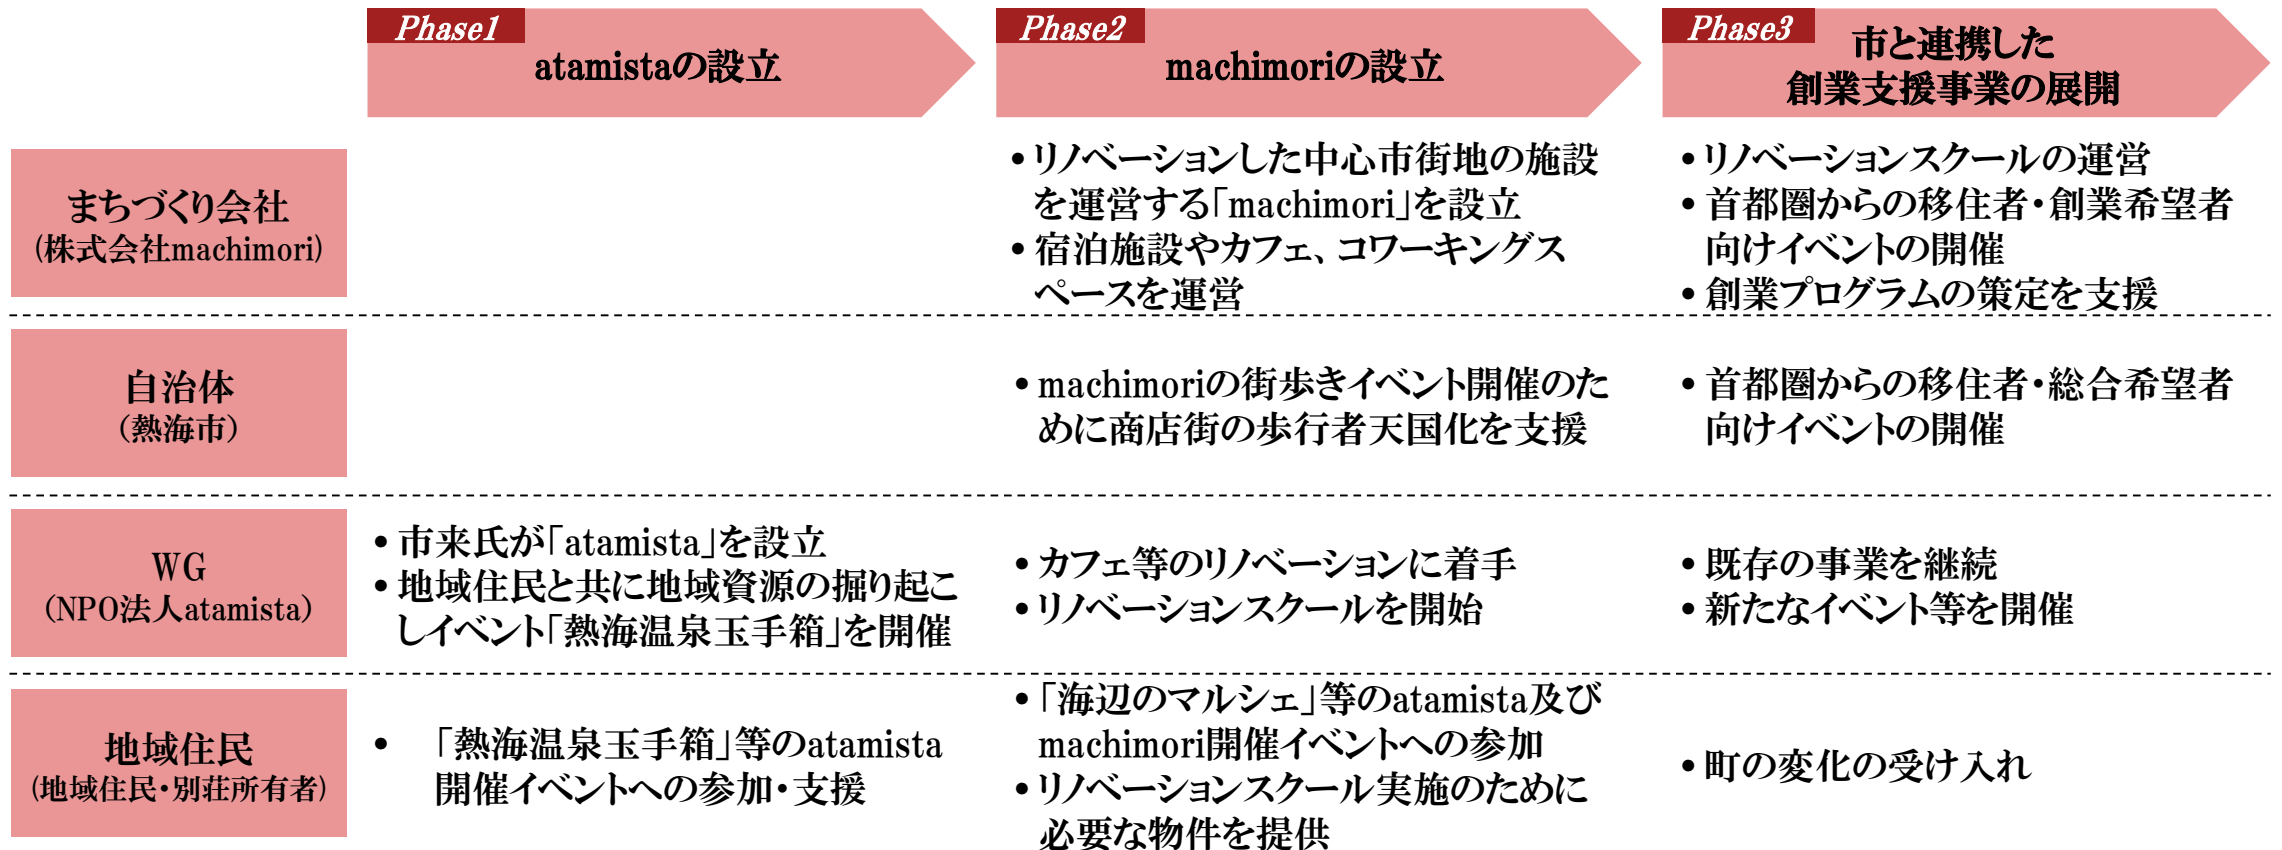 Phase1
atamistaの設立
Phase2
machimoriの設立
Phase3
市と連携した
創業支援事業の展開
まちづくり会社
(株式会社machimori)
•リノベーションした中心市街地の施設
を運営する「machimori」を設立
•宿泊施設やカフェ、コワーキングス
ペースを運営
•リノベーションスクールの運営
•首都圏からの移住者・創業希望者
向けイベントの開催
•創業プログラムの策定を支援
自治体
(熱海市)
•machimoriの街歩きイベント開催のた
めに商店街の歩行者天国化を支援
•首都圏からの移住者・総合希望者
向けイベントの開催
WG
(NPO法人atamista)
•市来氏が「atamista」を設立
•地域住民と共に地域資源の掘り起こ
しイベント「熱海温泉玉手箱」を開催
•カフェ等のリノベーションに着手
•リノベーションスクールを開始
•既存の事業を継続
•新たなイベント等を開催
地域住民
(地域住民・別荘所有者)
•「熱海温泉玉手箱」等のatamista
開催イベントへの参加・支援
•「海辺のマルシェ」等のatamista及び
machimori開催イベントへの参加
•リノベーションスクール実施のために
必要な物件を提供
•町の変化の受け入れ